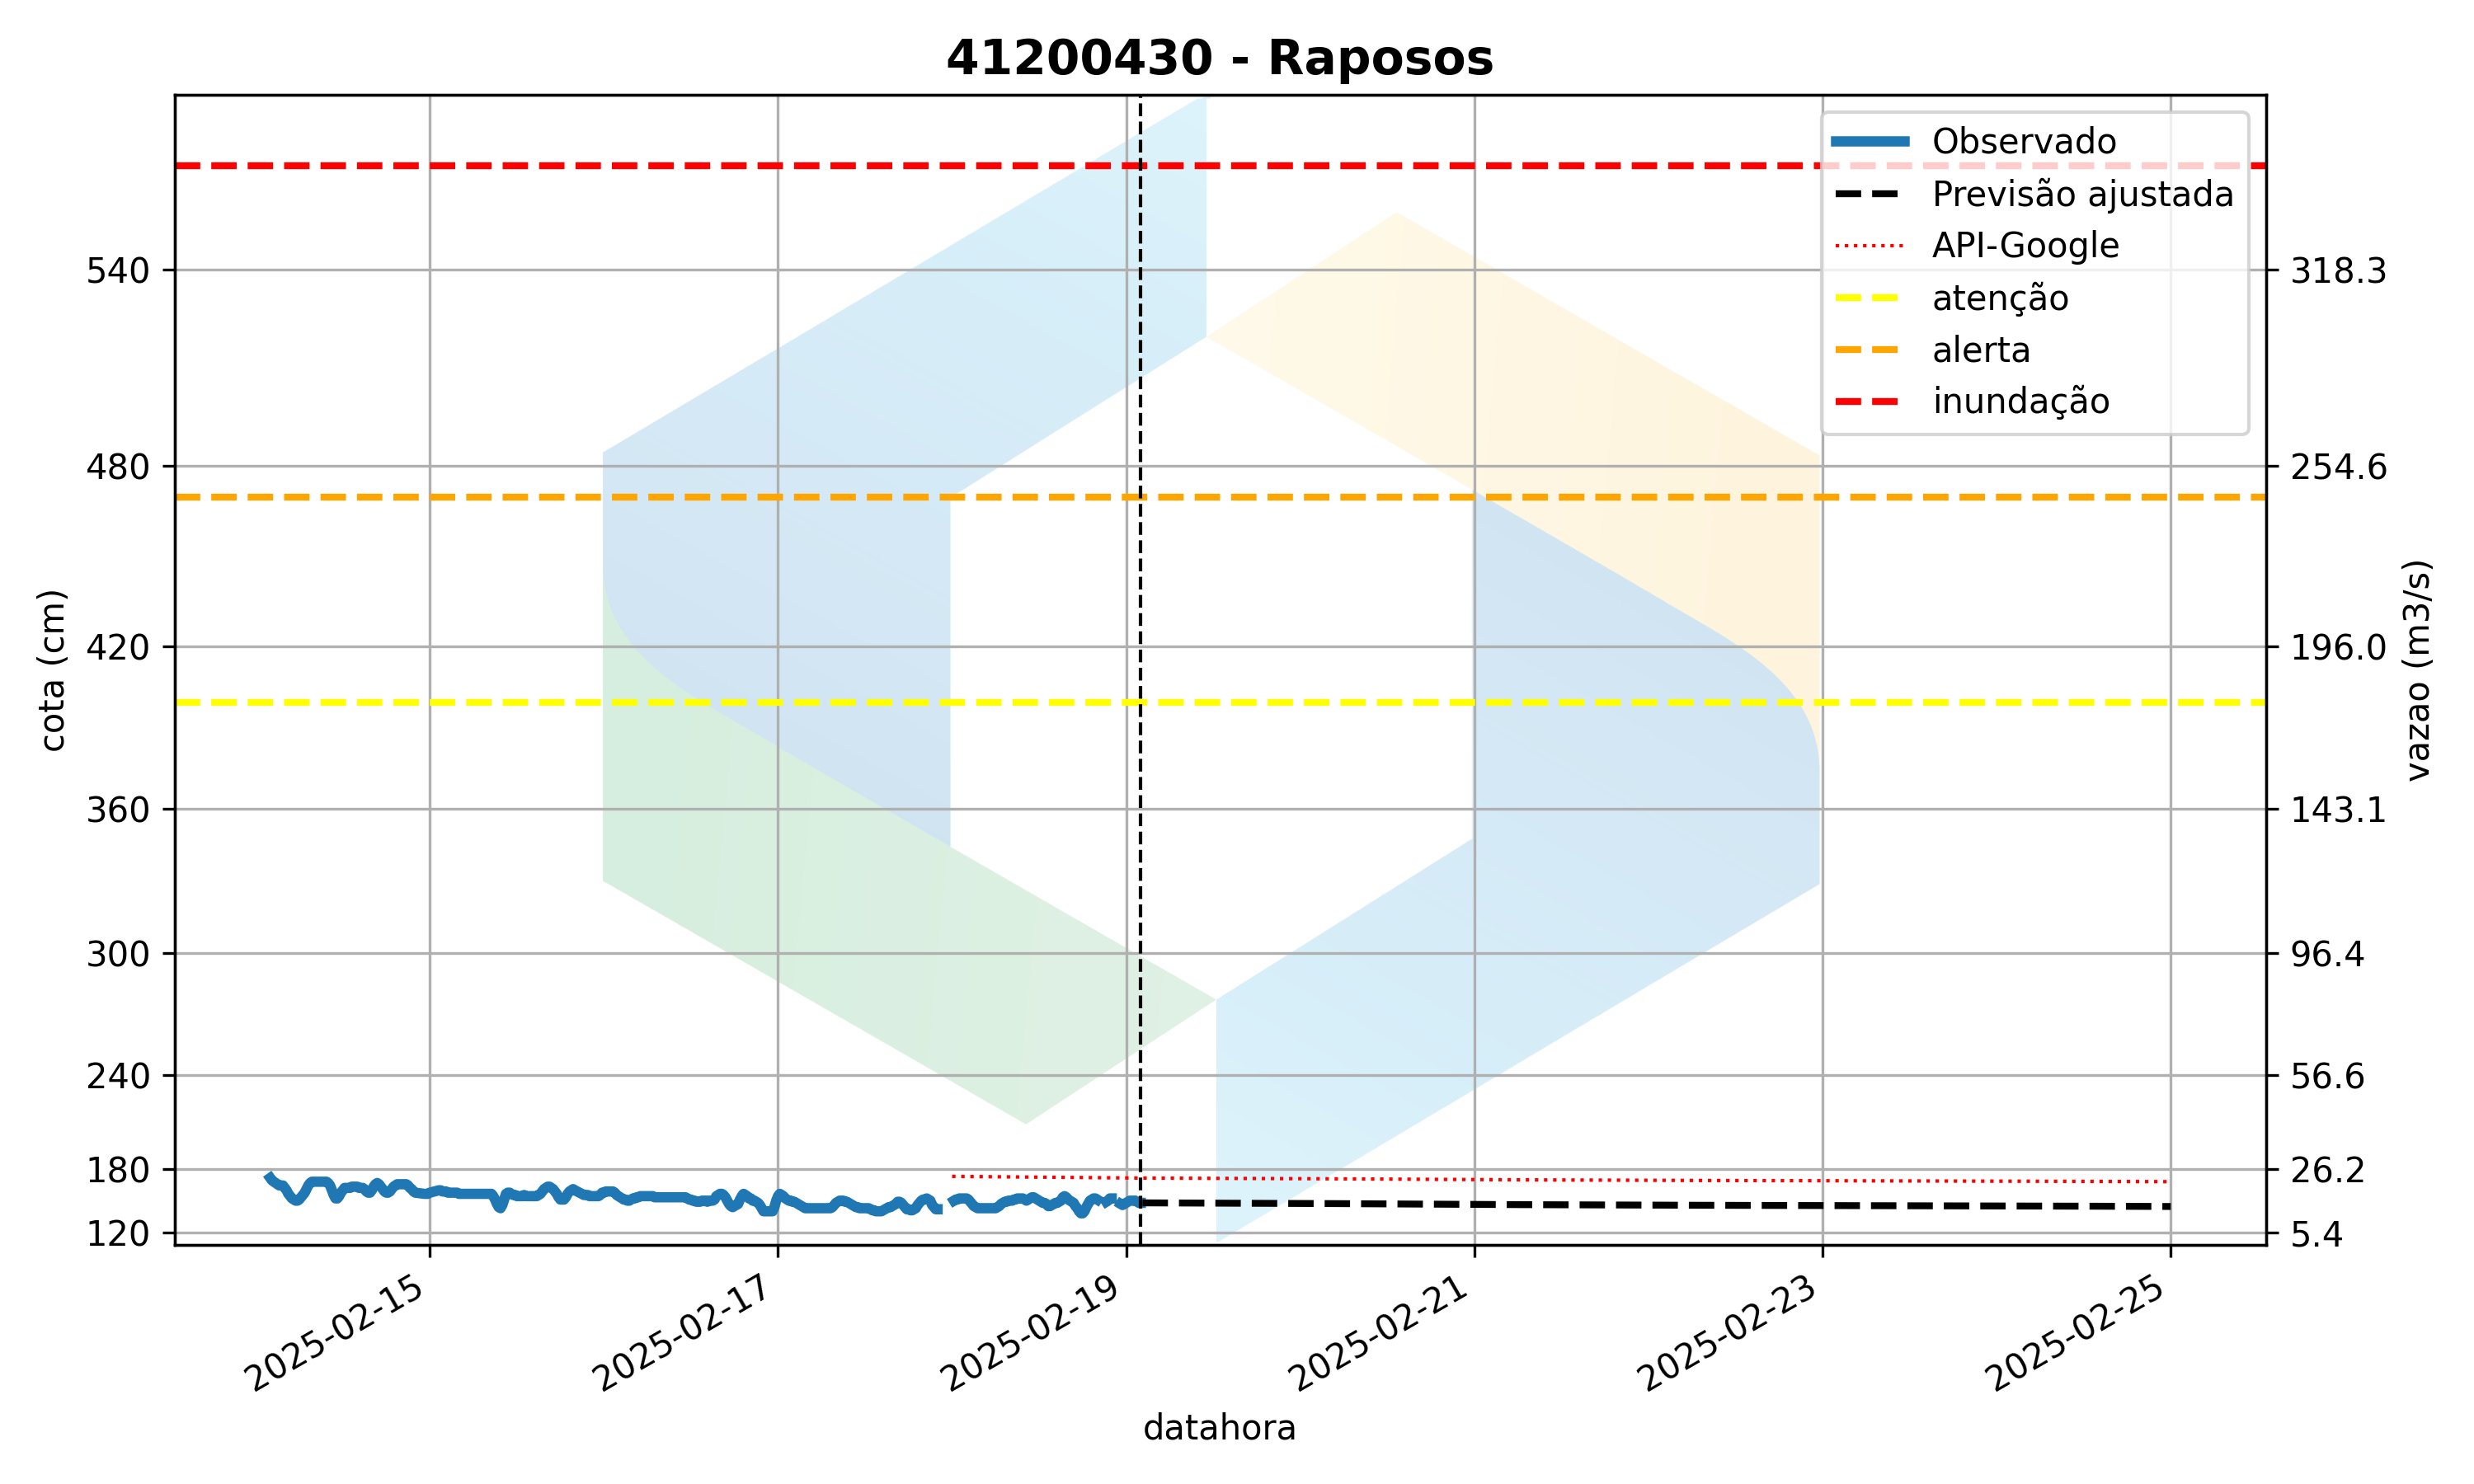 41200430 - Raposos
Observado
Previsão ajustada
API-Google
atenção
alerta
inundação
cota (cm)
540
480
420
360
300
240
180
120
vazao (m3/s)
318.3
254.6
196.0
143.1
96.4
56.6
26.2
5.4
2025-02-15
2025-02-17
2025-02-19
2025-02-21
2025-02-23
2025-02-25
datahora